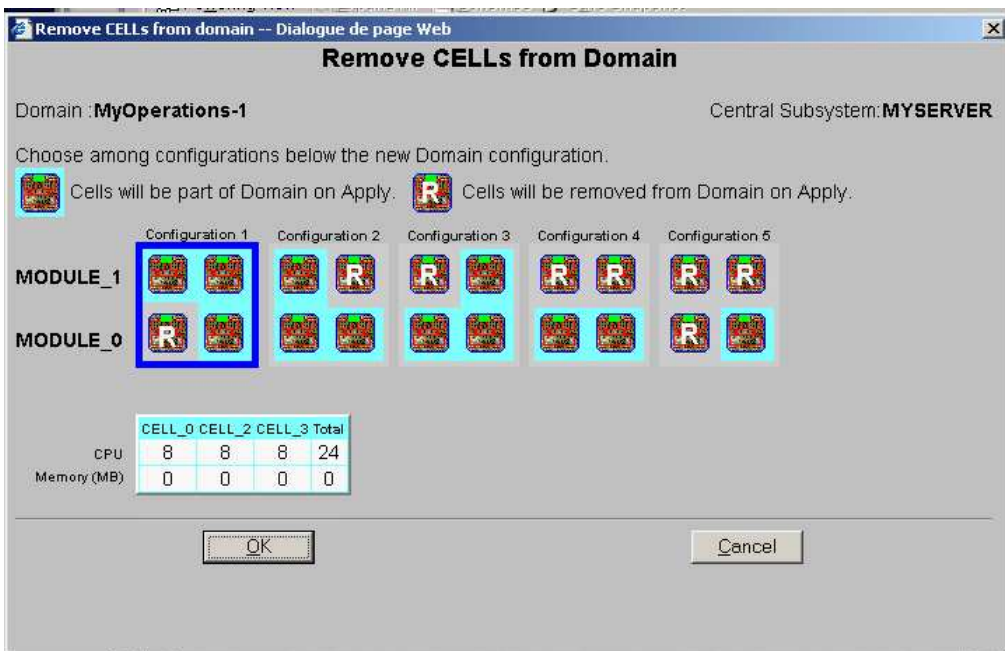 Remove CELLs from domain -- Dialogue de page Web
Remove CELLs from Domain
Domain :MyOperations-1 Central Subsystem:MYSERVER
Choose among configurations below the new Domain configuration.
Cells will be part of Domain on Apply. R Cells will be removed from Domain on Apply.
Configuration 1 Configuration 2 Configuration 3 Configuration 4 Configuration 5
MODULE_1 R R R R R R
MODULE_0 R R
CELL_0 CELL_2 CELL_3 Total
CPU 8 8 8 24
Memory (MB) 0 0 0 0
OK Cancel